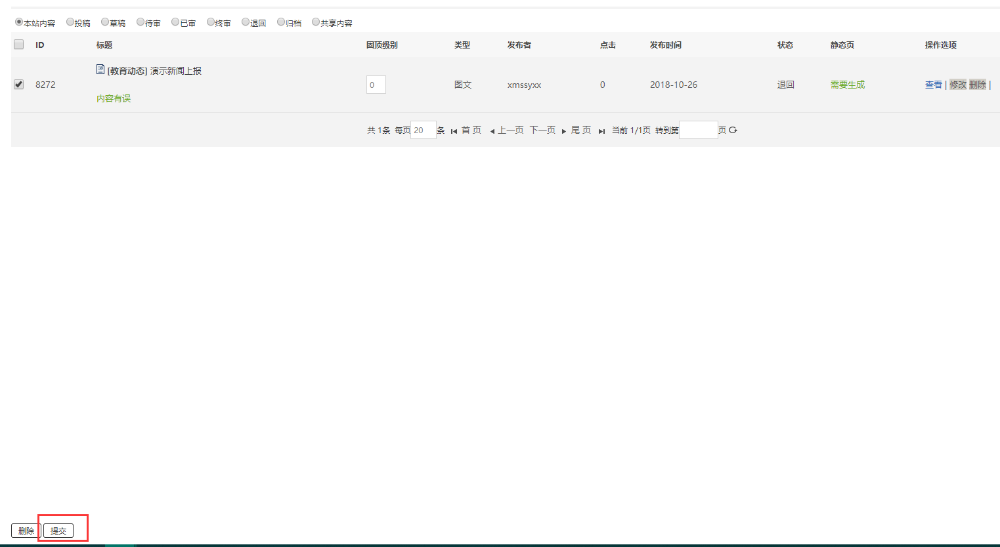 本站内容 投稿 草稿 待审 已审 终审 退回 归档 共享内容
ID 标题 固顶级别 类型 发布者 点击 发布时间 状态 静态页 操作选项
[教育动态] 演示新闻上报
8272 0 图文 xmssyxx 0 2018-10-26 退回 需要生成 查看 | 修改 删除 |
内容有误
共 1条 每页 20 条 首 页 上一页 下一页 尾 页 当前 1/1页 转到第 页
删除 提交